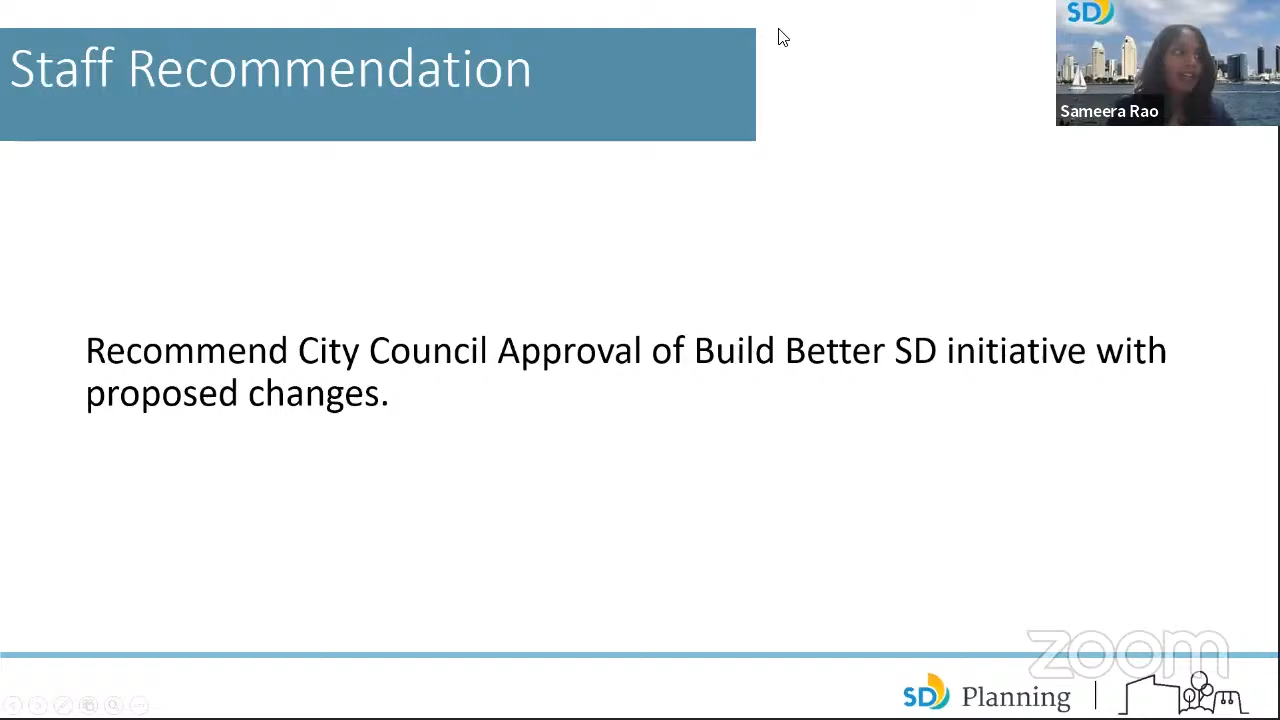 Staff Recommendation
SD
Sameera Rao
Recommend City Council Approval of Build Better SD initiative with
proposed changes.
zoom
SD Planning